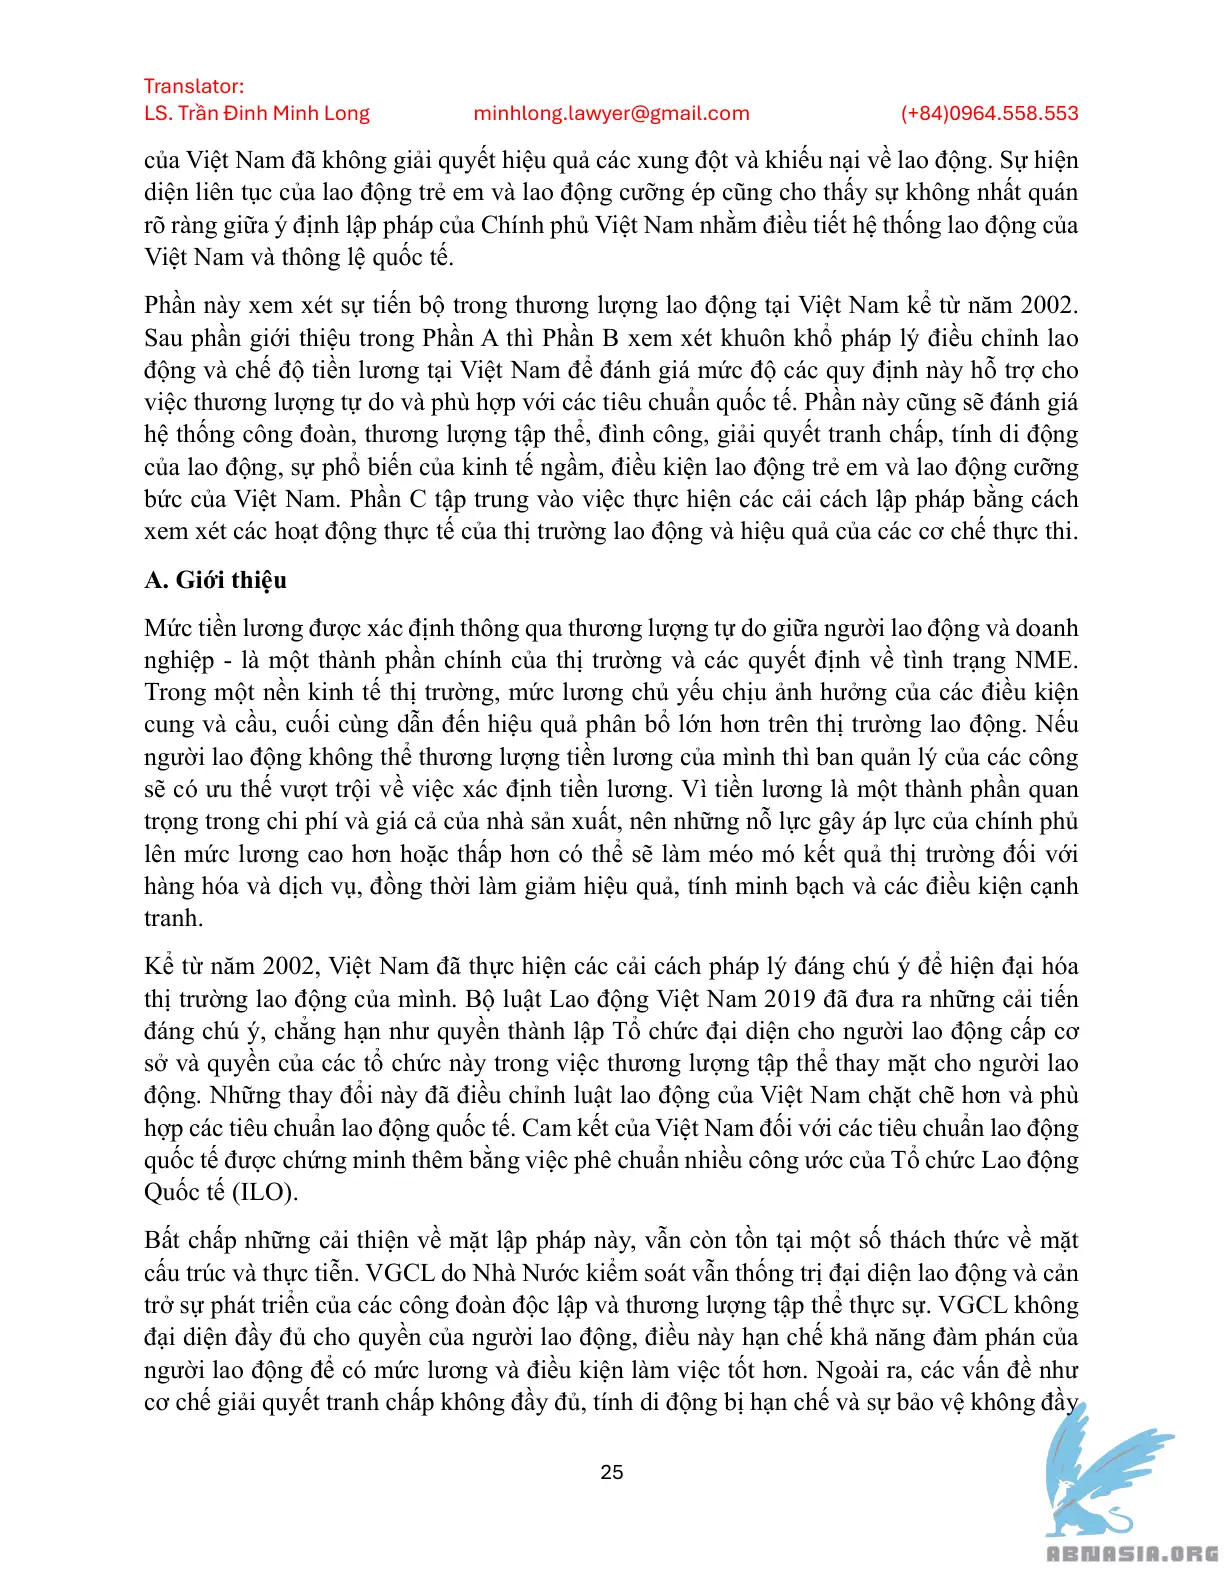 Translator:
LS. Trần Đinh Minh Long minhlong.lawyer@gmail.com (+84)0964.558.553
của Việt Nam đã không giải quyết hiệu quả các xung đột và khiếu nại về lao động. Sự hiện
diện liên tục của lao động trẻ em và lao động cưỡng ép cũng cho thấy sự không nhất quán
rõ ràng giữa ý định lập pháp của Chính phủ Việt Nam nhằm điều tiết hệ thống lao động của
Việt Nam và thông lệ quốc tế.
Phần này xem xét sự tiến bộ trong thương lượng lao động tại Việt Nam kể từ năm 2002.
Sau phần giới thiệu trong Phần A thì Phần B xem xét khuôn khổ pháp lý điều chỉnh lao
động và chế độ tiền lương tại Việt Nam để đánh giá mức độ các quy định này hỗ trợ cho
việc thương lượng tự do và phù hợp với các tiêu chuẩn quốc tế. Phần này cũng sẽ đánh giá
hệ thống công đoàn, thương lượng tập thể, đình công, giải quyết tranh chấp, tính di động
của lao động, sự phổ biến của kinh tế ngầm, điều kiện lao động trẻ em và lao động cưỡng
bức của Việt Nam. Phần C tập trung vào việc thực hiện các cải cách lập pháp bằng cách
xem xét các hoạt động thực tế của thị trường lao động và hiệu quả của các cơ chế thực thi.
A. Giới thiệu
Mức tiền lương được xác định thông qua thương lượng tự do giữa người lao động và doanh
nghiệp - là một thành phần chính của thị trường và các quyết định về tình trạng NME.
Trong một nền kinh tế thị trường, mức lương chủ yếu chịu ảnh hưởng của các điều kiện
cung và cầu, cuối cùng dẫn đến hiệu quả phân bổ lớn hơn trên thị trường lao động. Nếu
người lao động không thể thương lượng tiền lương của mình thì ban quản lý của các công
sẽ có ưu thế vượt trội về việc xác định tiền lương. Vì tiền lương là một thành phần quan
trọng trong chi phí và giá cả của nhà sản xuất, nên những nỗ lực gây áp lực của chính phủ
lên mức lương cao hơn hoặc thấp hơn có thể sẽ làm méo mó kết quả thị trường đối với
hàng hóa và dịch vụ, đồng thời làm giảm hiệu quả, tính minh bạch và các điều kiện cạnh
tranh.
Kể từ năm 2002, Việt Nam đã thực hiện các cải cách pháp lý đáng chú ý để hiện đại hóa
thị trường lao động của mình. Bộ luật Lao động Việt Nam 2019 đã đưa ra những cải tiến
đáng chú ý, chẳng hạn như quyền thành lập Tổ chức đại diện cho người lao động cấp cơ
sở và quyền của các tổ chức này trong việc thương lượng tập thể thay mặt cho người lao
động. Những thay đổi này đã điều chỉnh luật lao động của Việt Nam chặt chẽ hơn và phù
hợp các tiêu chuẩn lao động quốc tế. Cam kết của Việt Nam đối với các tiêu chuẩn lao động
quốc tế được chứng minh thêm bằng việc phê chuẩn nhiều công ước của Tổ chức Lao động
Quốc tế (ILO).
Bất chấp những cải thiện về mặt lập pháp này, vẫn còn tồn tại một số thách thức về mặt
cấu trúc và thực tiễn. VGCL do Nhà Nước kiểm soát vẫn thống trị đại diện lao động và cản
trở sự phát triển của các công đoàn độc lập và thương lượng tập thể thực sự. VGCL không
đại diện đầy đủ cho quyền của người lao động, điều này hạn chế khả năng đàm phán của
người lao động để có mức lương và điều kiện làm việc tốt hơn. Ngoài ra, các vấn đề như
cơ chế giải quyết tranh chấp không đầy đủ, tính di động bị hạn chế và sự bảo vệ không đầy
25
ABNASIA.ORG